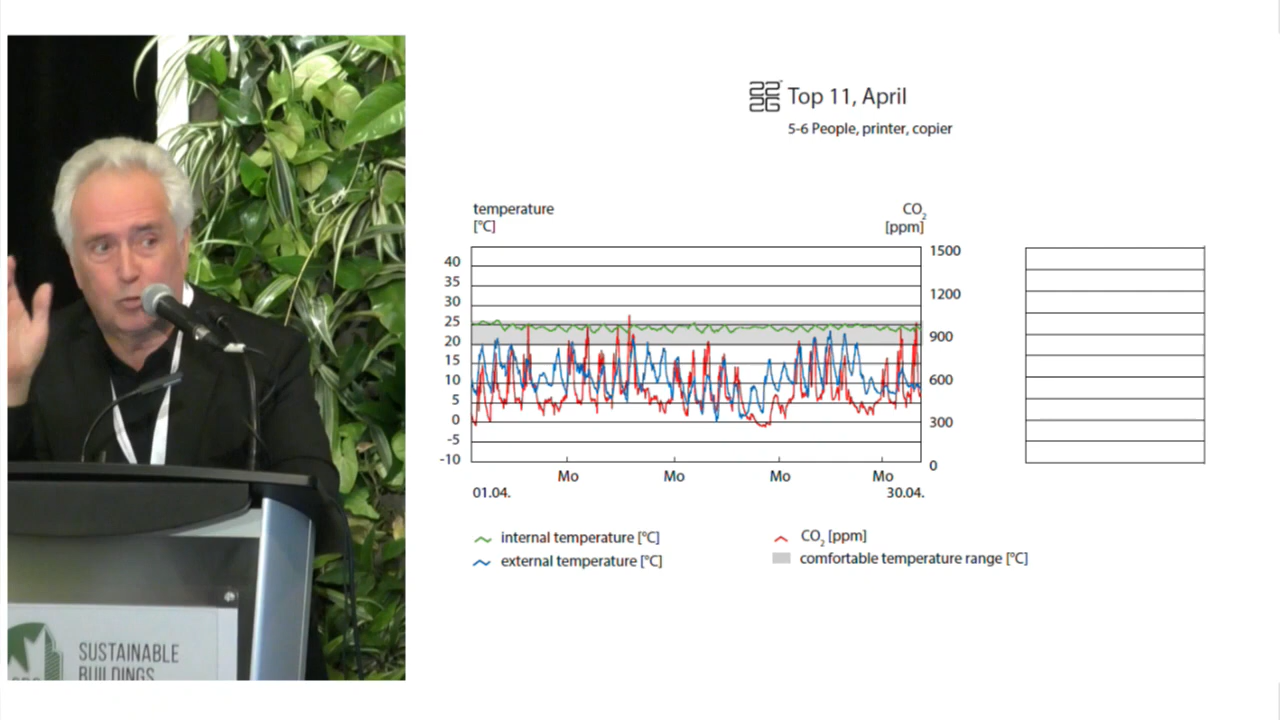 22
26
Top 11, April
5-6 People, printer, copier
temperature
[°C]
CO2
[ppm]
40
35
30
25
20
15
10
5
0
-5
-10
1500
1200
900
600
300
0
Mo
Mo
Mo
Mo
01.04.
30.04.
internal temperature [°C]
external temperature [°C]
CO2 [ppm]
comfortable temperature range [°C]
SUSTAINABLE
BUILDINGS